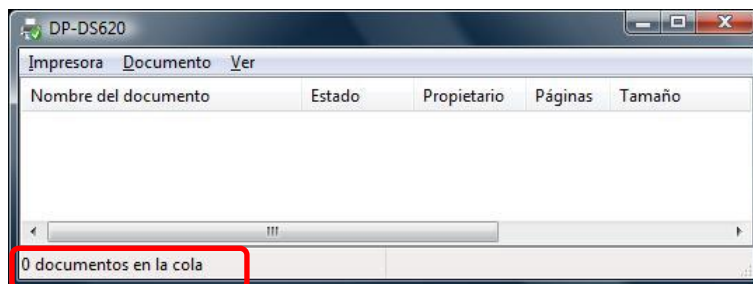 DP-DS620
Impresora Documento Ver
Nombre del documento Estado Propietario Páginas Tamaño
0 documentos en la cola